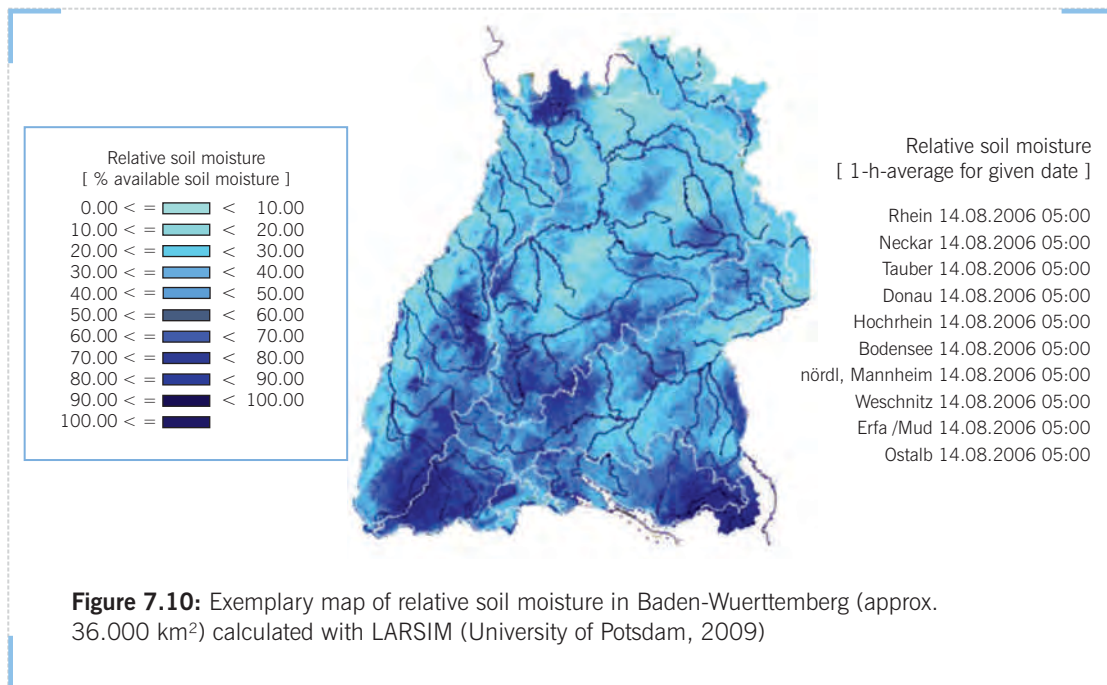 Relative soil moisture
[ % available soil moisture ]
0.00 < = < 10.00
10.00 < = < 20.00
20.00 < = < 30.00
30.00 < = < 40.00
40.00 < = < 50.00
50.00 < = < 60.00
60.00 < = < 70.00
70.00 < = < 80.00
80.00 < = < 90.00
90.00 < = < 100.00
100.00 < =
Relative soil moisture
[ 1-h-average for given date ]
Rhein 14.08.2006 05:00
Neckar 14.08.2006 05:00
Tauber 14.08.2006 05:00
Donau 14.08.2006 05:00
Hochrhein 14.08.2006 05:00
Bodensee 14.08.2006 05:00
nördl, Mannheim 14.08.2006 05:00
Weschnitz 14.08.2006 05:00
Erfa /Mud 14.08.2006 05:00
Ostalb 14.08.2006 05:00
Figure 7.10: Exemplary map of relative soil moisture in Baden-Wuerttemberg (approx.
36.000 km²) calculated with LARSIM (University of Potsdam, 2009)